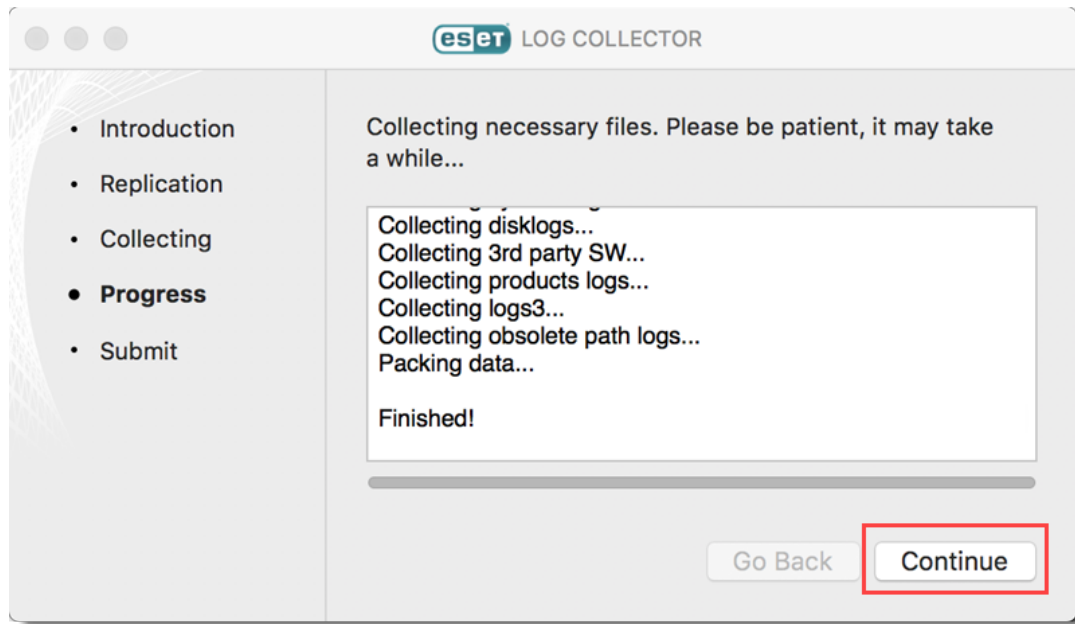 eseT LOG COLLECTOR
Introduction
Replication
Collecting
Progress
Submit
Collecting necessary files. Please be patient, it may take
a while...
Collecting disklogs...
Collecting 3rd party SW...
Collecting products logs...
Collecting logs3...
Collecting obsolete path logs...
Packing data...
Finished!
Go Back
Continue